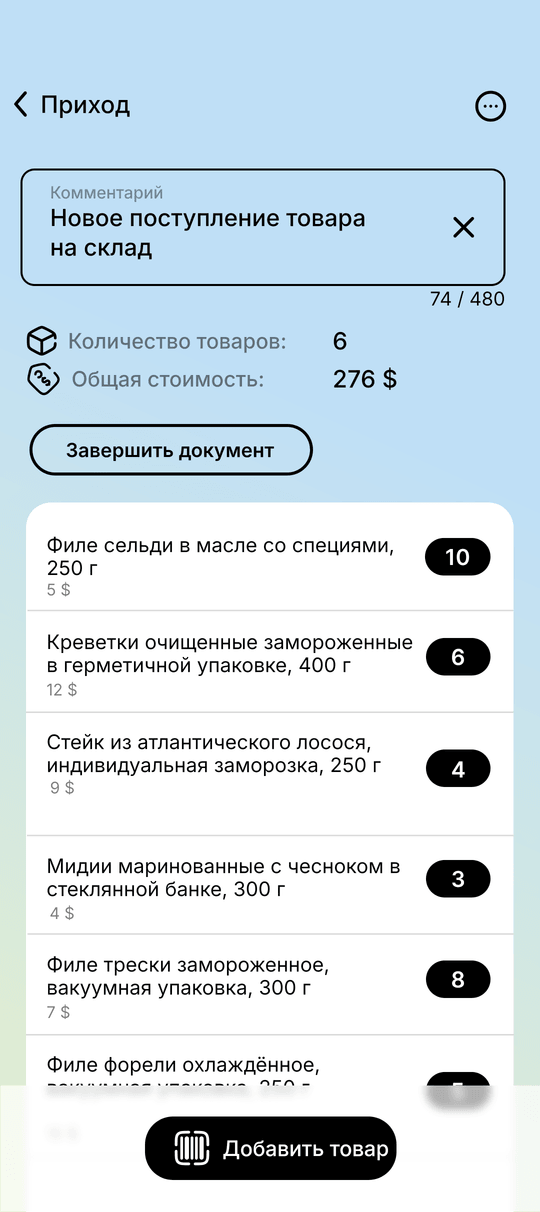 Приход
Комментарий
Новое поступление товара
на склад
74 / 480
Количество товаров: 6
Общая стоимость: 276 $
Завершить документ
Филе сельди в масле со специями,
250 г
10
5 $
Креветки очищенные замороженные
в герметичной упаковке, 400 г
6
12 $
Стейк из атлантического лосося,
индивидуальная заморозка, 250 г
4
9 $
Мидии маринованные с чесноком в
стеклянной банке, 300 г
3
4 $
Филе трески замороженное,
вакуумная упаковка, 300 г
8
7 $
Филе форели охлаждённое,
вакуумная упаковка, 350 г
Добавить товар